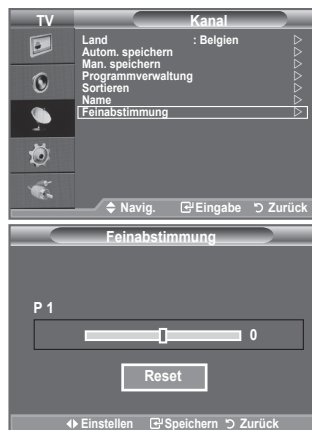 TV Kanal
Land : Belgien
Autom. speichern
Man. speichern
Programmverwaltung
Sortieren
Name
Feinabstimmung
Navig. Eingabe Zurück
Feinabstimmung
P 1
0
Reset
Einstellen Speichern Zurück